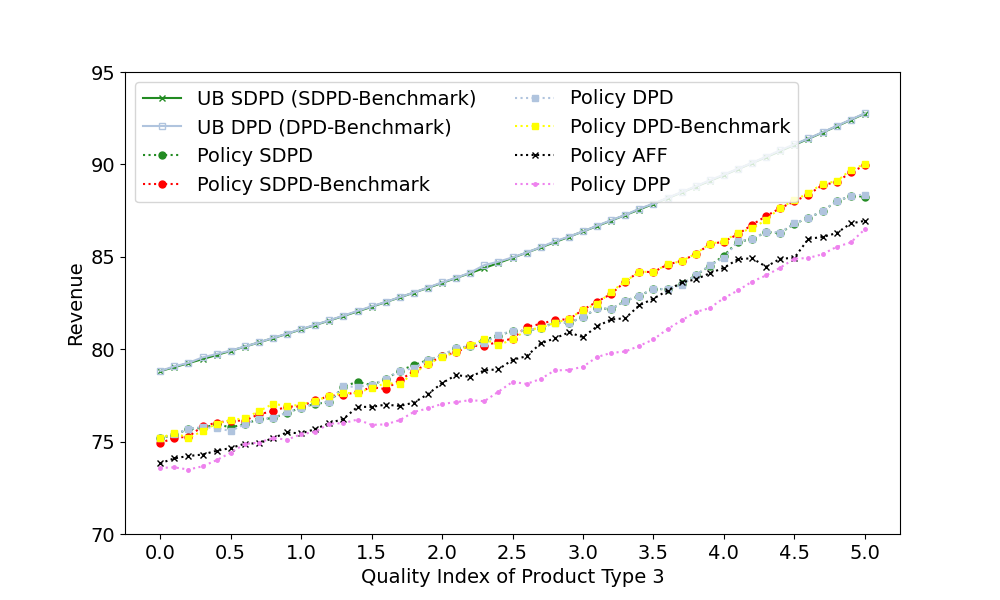 95
90
85
80
75
70
Revenue
UB SDPD (SDPD-Benchmark)
UB DPD (DPD-Benchmark)
Policy SDPD
Policy SDPD-Benchmark
Policy DPD
Policy DPD-Benchmark
Policy AFF
Policy DPP
0.0 0.5 1.0 1.5 2.0 2.5 3.0 3.5 4.0 4.5 5.0
Quality Index of Product Type 3